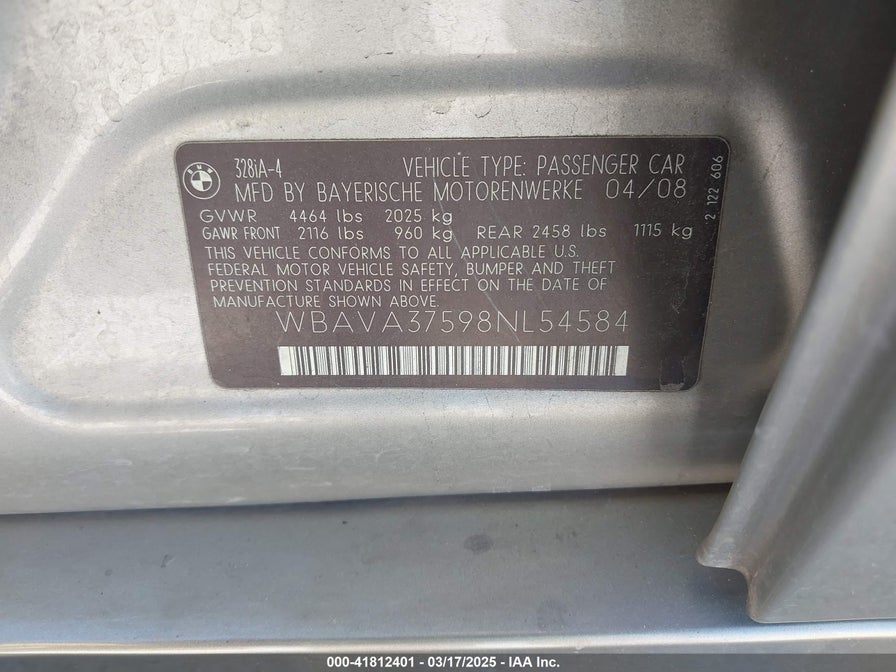 BMW
328iA-4 VEHICLE TYPE: PASSENGER CAR
MFD BY BAYERISCHE MOTORENWERKE 04/08
GVWR 4464 lbs 2025 kg
GAWR FRONT 2116 lbs 960 kg REAR 2458 lbs 1115 kg
THIS VEHICLE CONFORMS TO ALL APPLICABLE U.S.
FEDERAL MOTOR VEHICLE SAFETY, BUMPER AND THEFT
PREVENTION STANDARDS IN EFFECT ON THE DATE OF
MANUFACTURE SHOWN ABOVE.
WBAVA37598NL54584
2 122 606
000-41812401 - 03/17/2025 - IAA Inc.